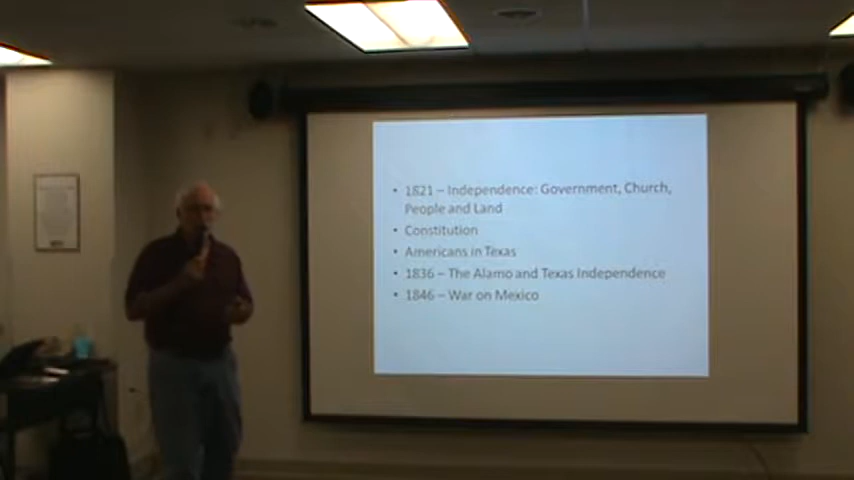 • 1821 – Independence: Government, Church,
People and Land
• Constitution
• Americans in Texas
• 1836 – The Alamo and Texas Independence
• 1846 – War on Mexico